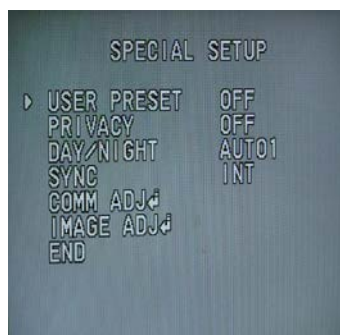 SPECIAL SETUP
USER PRESET OFF
PRIVACY OFF
DAY/NIGHT AUTO1
SYNC INT
COMM ADJ↲
IMAGE ADJ↲
END